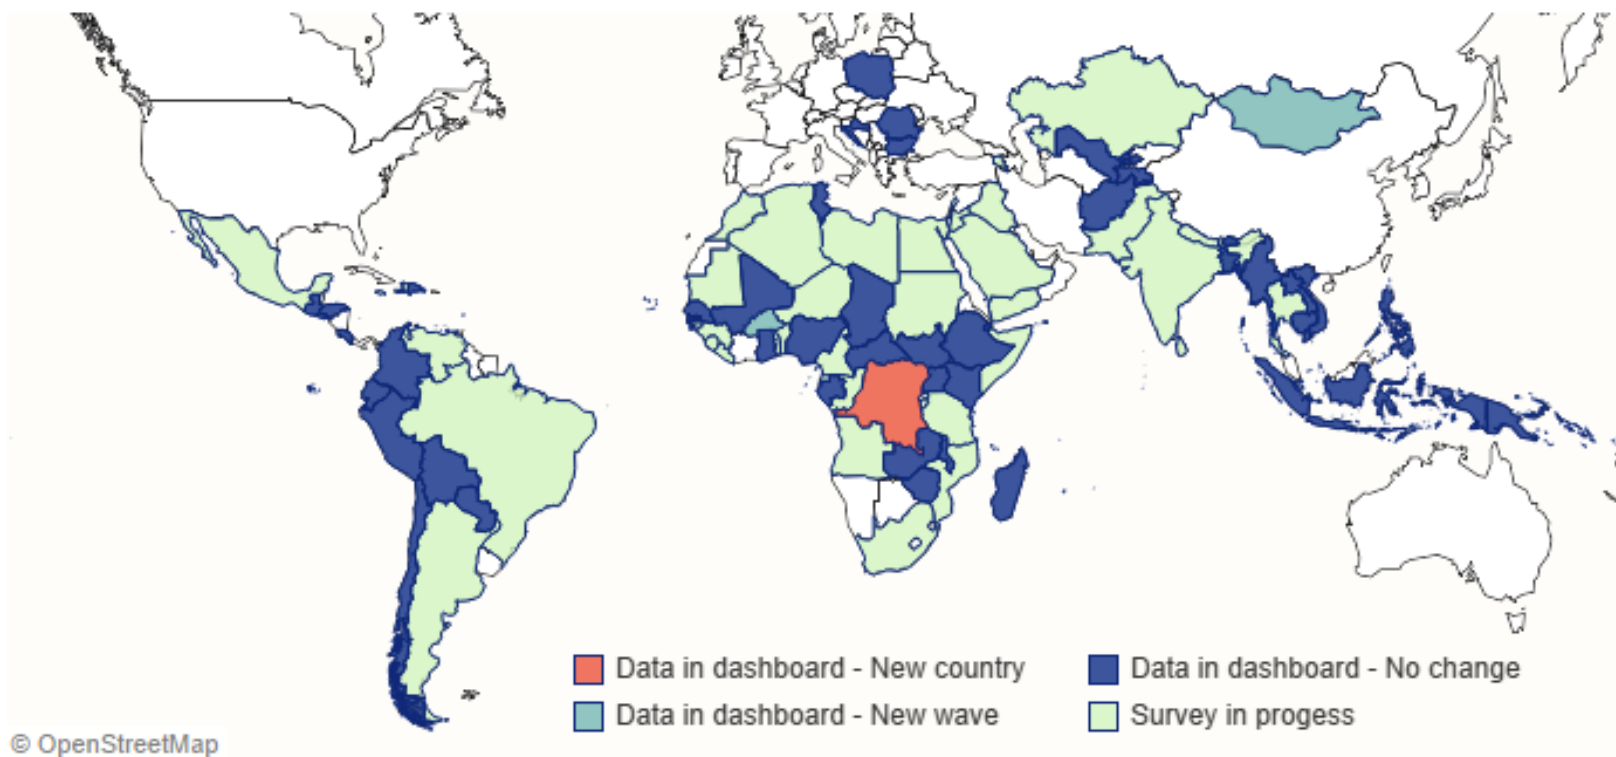 Data in dashboard - New country
Data in dashboard - No change
Data in dashboard - New wave
Survey in progess
© OpenStreetMap